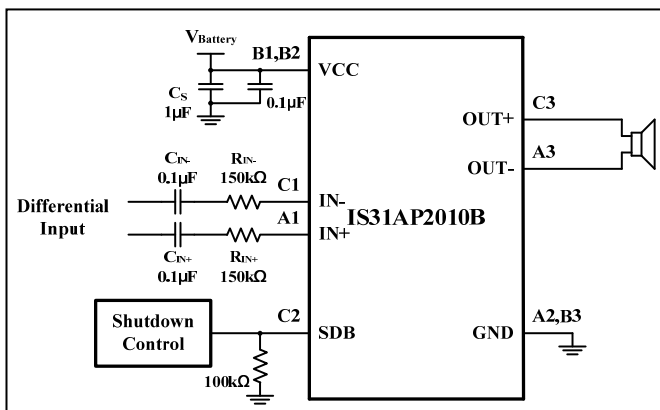 VBattery
B1,B2
VCC
CS
1µF
0.1µF
C3
OUT+
A3
OUT-
CIN-
0.1µF
RIN-
150kΩ
C1
IN-
Differential
Input
A1
IN+
IS31AP2010B
CIN+
0.1µF
RIN+
150kΩ
Shutdown
Control
C2
SDB
100kΩ
A2,B3
GND